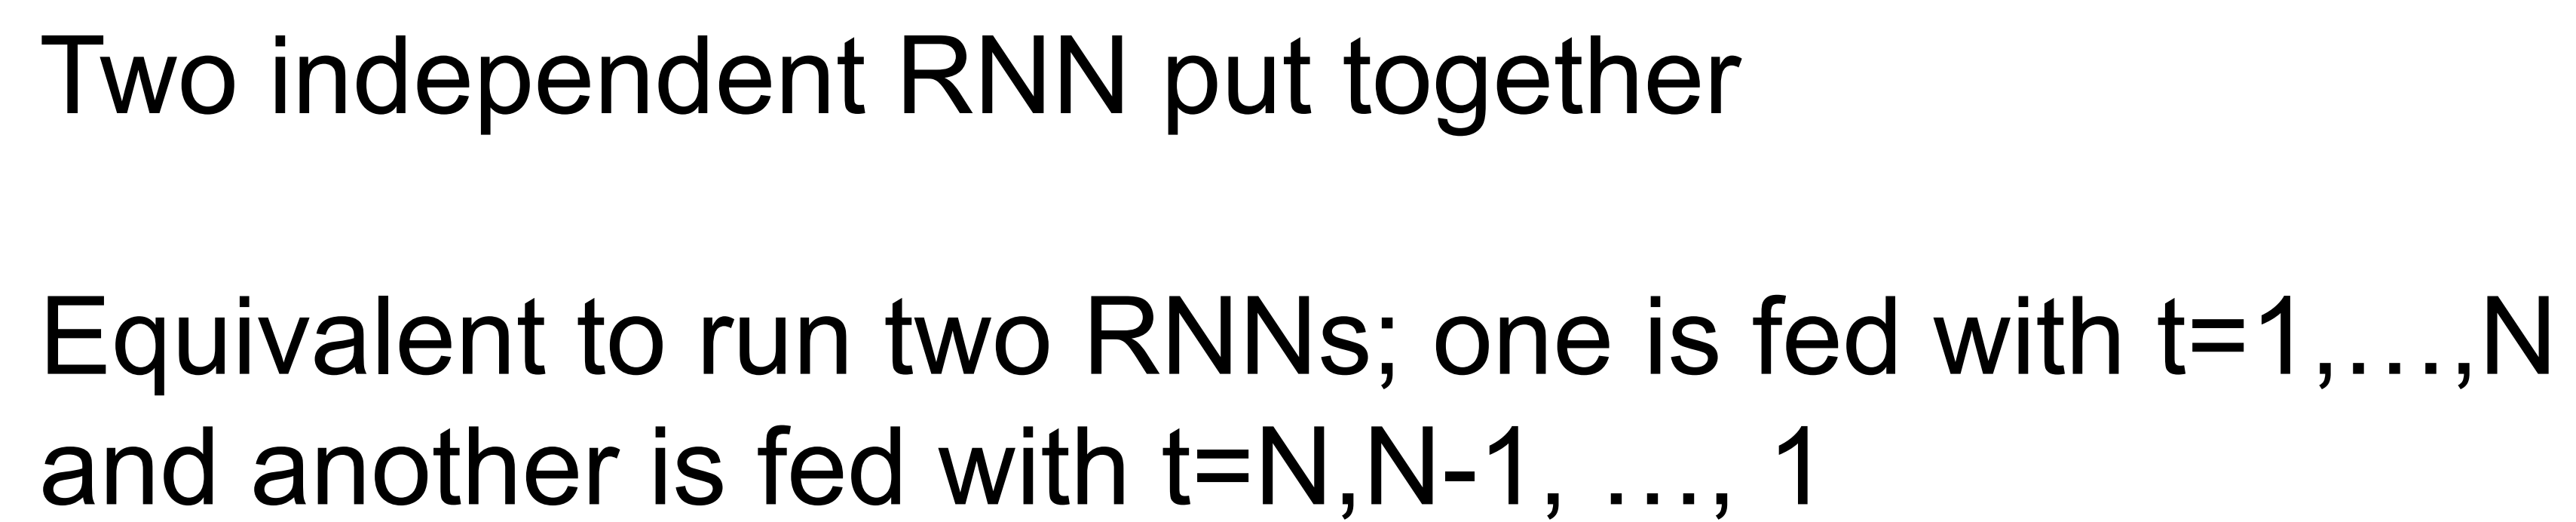 Two independent RNN put together
Equivalent to run two RNNs; one is fed with t=1,…,N
and another is fed with t=N,N-1, …, 1